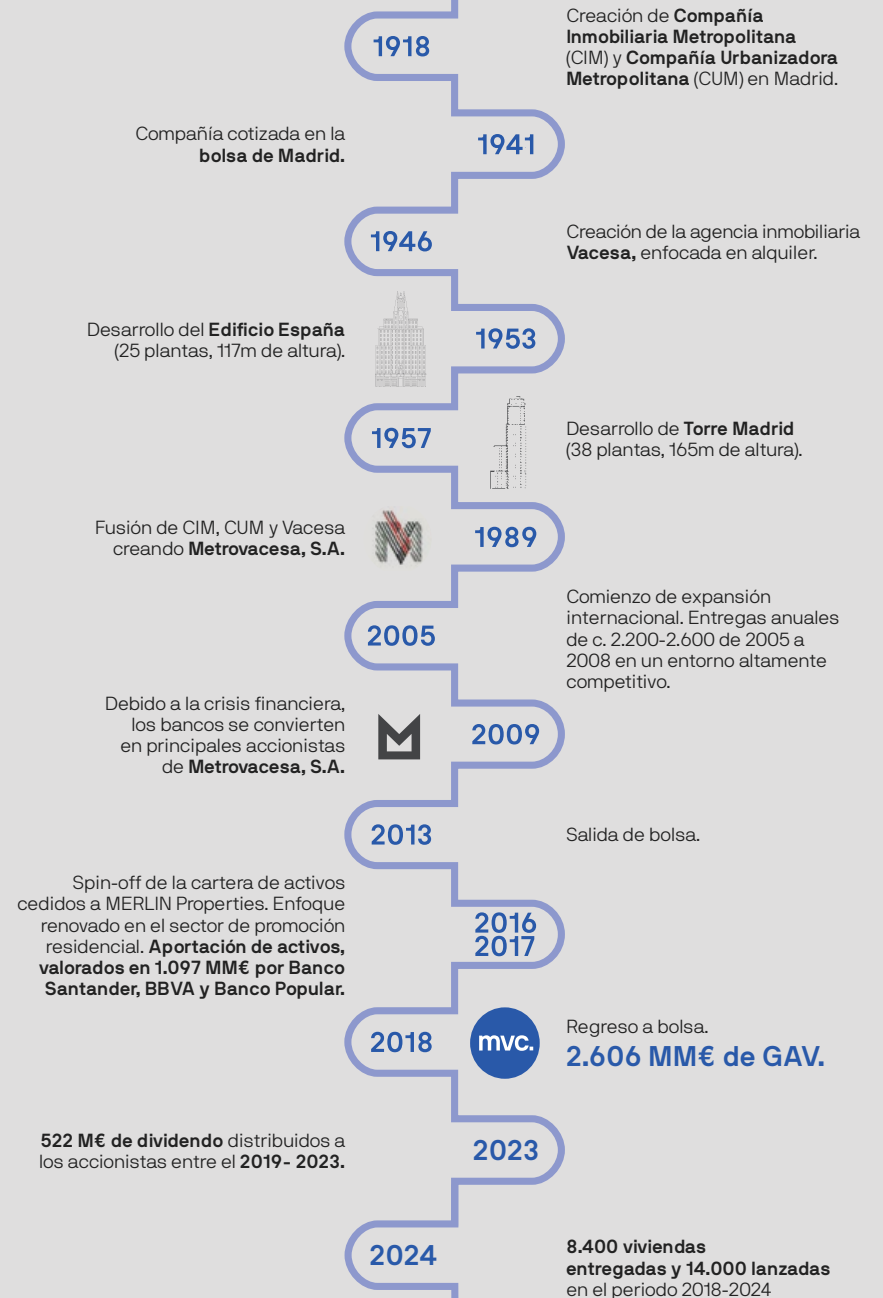 1918
Creación de Compañía
Inmobiliaria Metropolitana
(CIM) y Compañía Urbanizadora
Metropolitana (CUM) en Madrid.
Compañía cotizada en la
bolsa de Madrid.
1941
1946
Creación de la agencia inmobiliaria
Vacesa, enfocada en alquiler.
Desarrollo del Edificio España
(25 plantas, 117m de altura).
1953
1957
Desarrollo de Torre Madrid
(38 plantas, 165m de altura).
Fusión de CIM, CUM y Vacesa
creando Metrovacesa, S.A.
1989
2005
Comienzo de expansión
internacional. Entregas anuales
de c. 2.200-2.600 de 2005 a
2008 en un entorno altamente
competitivo.
Debido a la crisis financiera,
los bancos se convierten
en principales accionistas
de Metrovacesa, S.A.
2009
2013
Salida de bolsa.
Spin-off de la cartera de activos
cedidos a MERLIN Properties. Enfoque
renovado en el sector de promoción
residencial. Aportación de activos,
valorados en 1.097 MM€ por Banco
Santander, BBVA y Banco Popular.
2016
2017
2018
mvc.
Regreso a bolsa.
2.606 MM€ de GAV.
522 M€ de dividendo distribuidos a
los accionistas entre el 2019- 2023.
2023
2024
8.400 viviendas
entregadas y 14.000 lanzadas
en el periodo 2018-2024